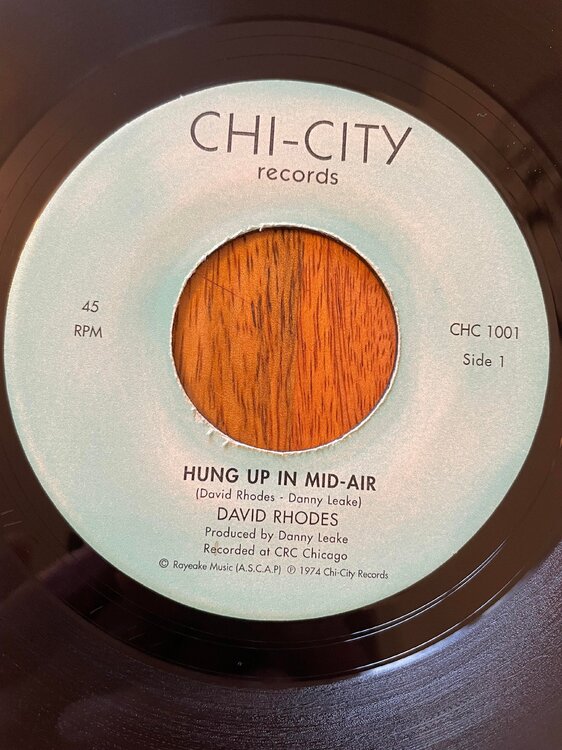 CHI-CITY
records
45
RPM
CHC 1001
Side 1
HUNG UP IN MID-AIR
(David Rhodes - Danny Leake)
DAVID RHODES
Produced by Danny Leake
Recorded at CRC Chicago
© Rayeake Music (A.S.C.A.P) ℗ 1974 Chi-City Records